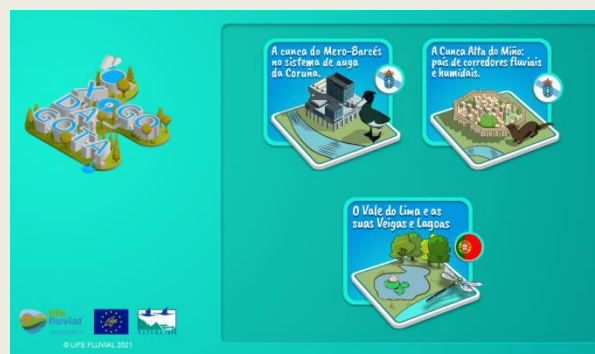 XOGO
DA
GOTA
A cunca do Mero-Barcés
no sistema de auga
da Coruña.
A Cunca Alta do Miño:
país de corredores fluviais
e humidais.
O Vale do Lima e as
suas Veigas e Lagoas
life
fluvial
Life
© LIFE FLUVIAL 2021